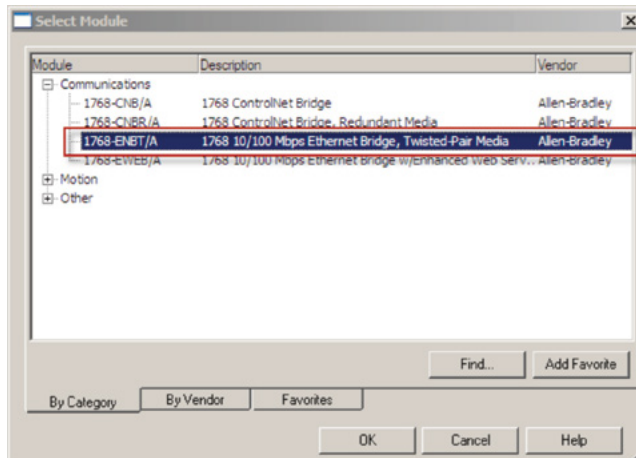 Select Module
Module Description Vendor
Communications
1768-CNB/A 1768 ControlNet Bridge Allen-Bradley
1768-CNBR/A 1768 ControlNet Bridge, Redundant Media Allen-Bradley
1768-ENBT/A 1768 10/100 Mbps Ethernet Bridge, Twisted-Pair Media Allen-Bradley
1768-EWEB/A 1768 10/100 Mbps Ethernet Bridge w/Enhanced Web Serv.. Allen-Bradley
Motion
Other
Find... Add Favorite
By Category By Vendor Favorites
OK Cancel Help